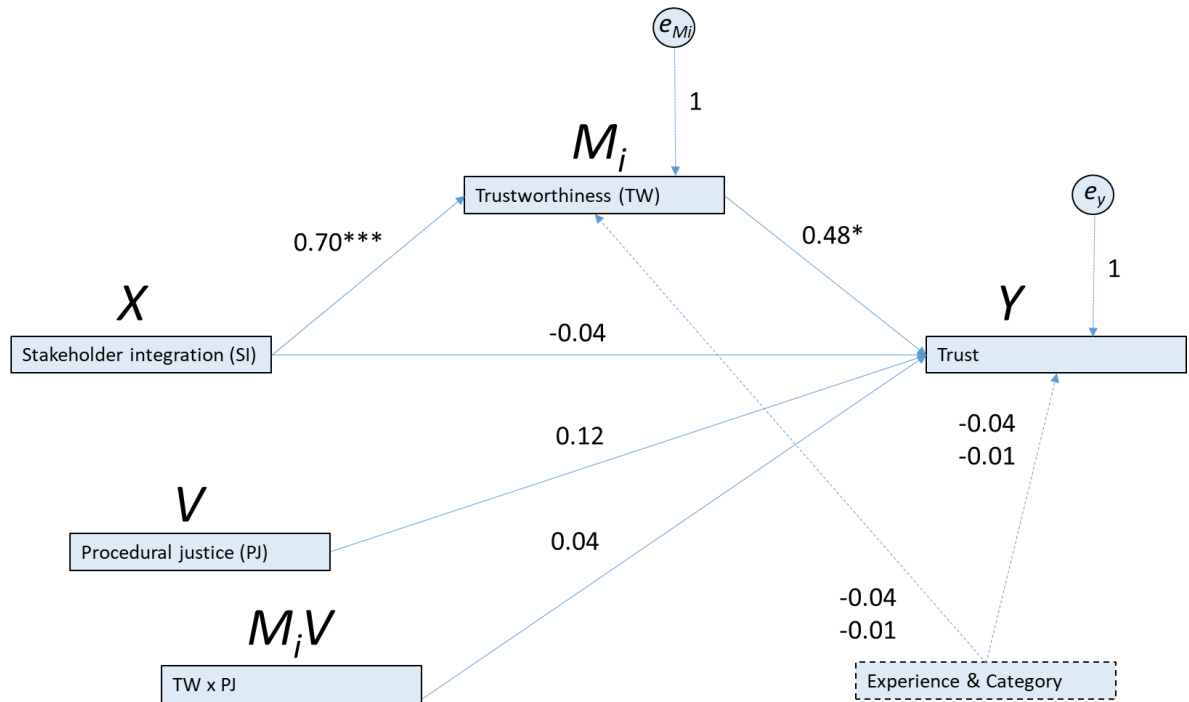 eMi
1
Mi
Trustworthiness (TW)
ey
0.70***
0.48*
1
X
Y
-0.04
Stakeholder integration (SI)
Trust
0.12
-0.04
-0.01
V
Procedural justice (PJ)
0.04
-0.04
-0.01
MiV
TW x PJ
Experience & Category